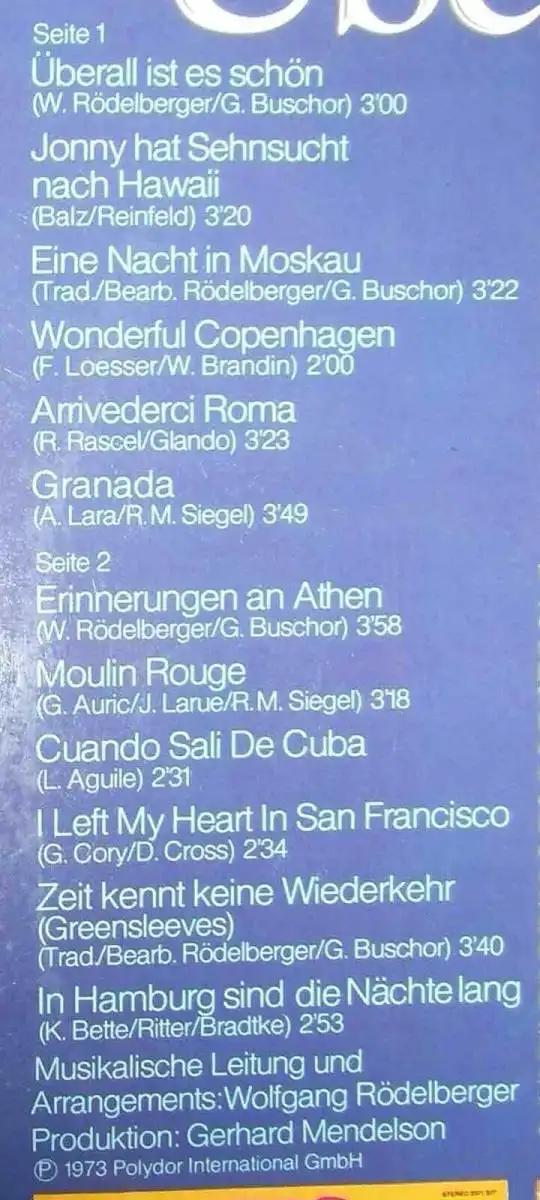 Seite 1
Überall ist es schön
(W. Rödelberger/G. Buschor) 3'00
Jonny hat Sehnsucht
nach Hawaii
(Balz/Reinfeld) 3'20
Eine Nacht in Moskau
(Trad./Bearb. Rödelberger/G. Buschor) 3'22
Wonderful Copenhagen
(F. Loesser/W. Brandin) 2'00
Arrivederci Roma
(R. Rascel/Glando) 3'23
Granada
(A. Lara/R.M. Siegel) 3'49
Seite 2
Erinnerungen an Athen
(W. Rödelberger/G. Buschor) 3'58
Moulin Rouge
(G. Auric/J. Larue/R.M. Siegel) 3'18
Cuando Sali De Cuba
(L. Aguile) 2'31
I Left My Heart In San Francisco
(G. Cory/D. Cross) 2'34
Zeit kennt keine Wiederkehr
(Greensleeves)
(Trad./Bearb. Rödelberger/G. Buschor) 3'40
In Hamburg sind die Nächte lang
(K. Bette/Ritter/Bradtke) 2'53
Musikalische Leitung und
Arrangements:Wolfgang Rödelberger
Produktion: Gerhard Mendelson
℗ 1973 Polydor International GmbH
STEREO